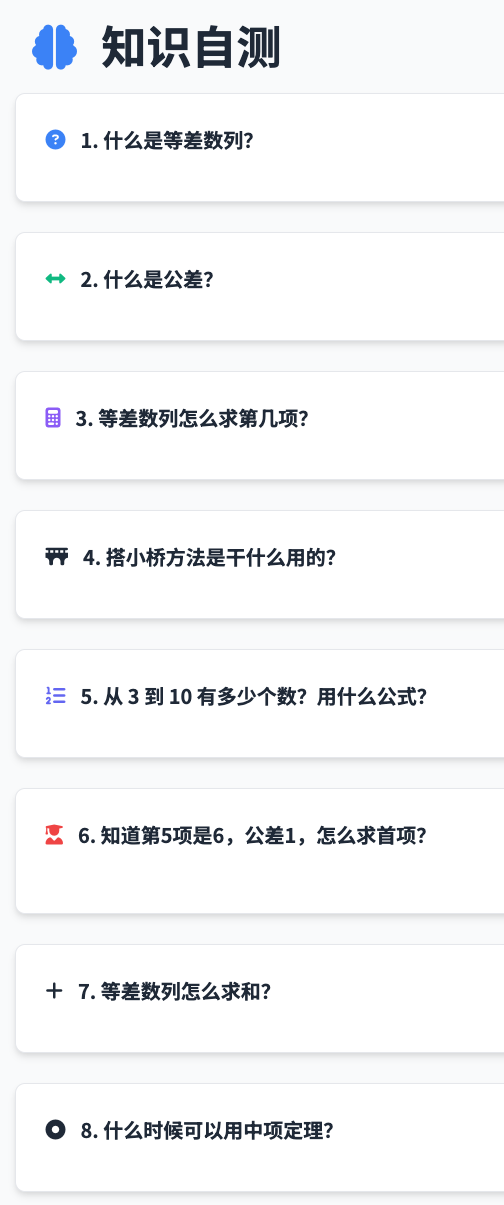 知识自测
1. 什么是等差数列？
2. 什么是公差？
3. 等差数列怎么求第几项？
4. 搭小桥方法是干什么用的？
5. 从 3 到 10 有多少个数？用什么公式？
6. 知道第5项是6，公差1，怎么求首项？
7. 等差数列怎么求和？
8. 什么时候可以用中项定理？